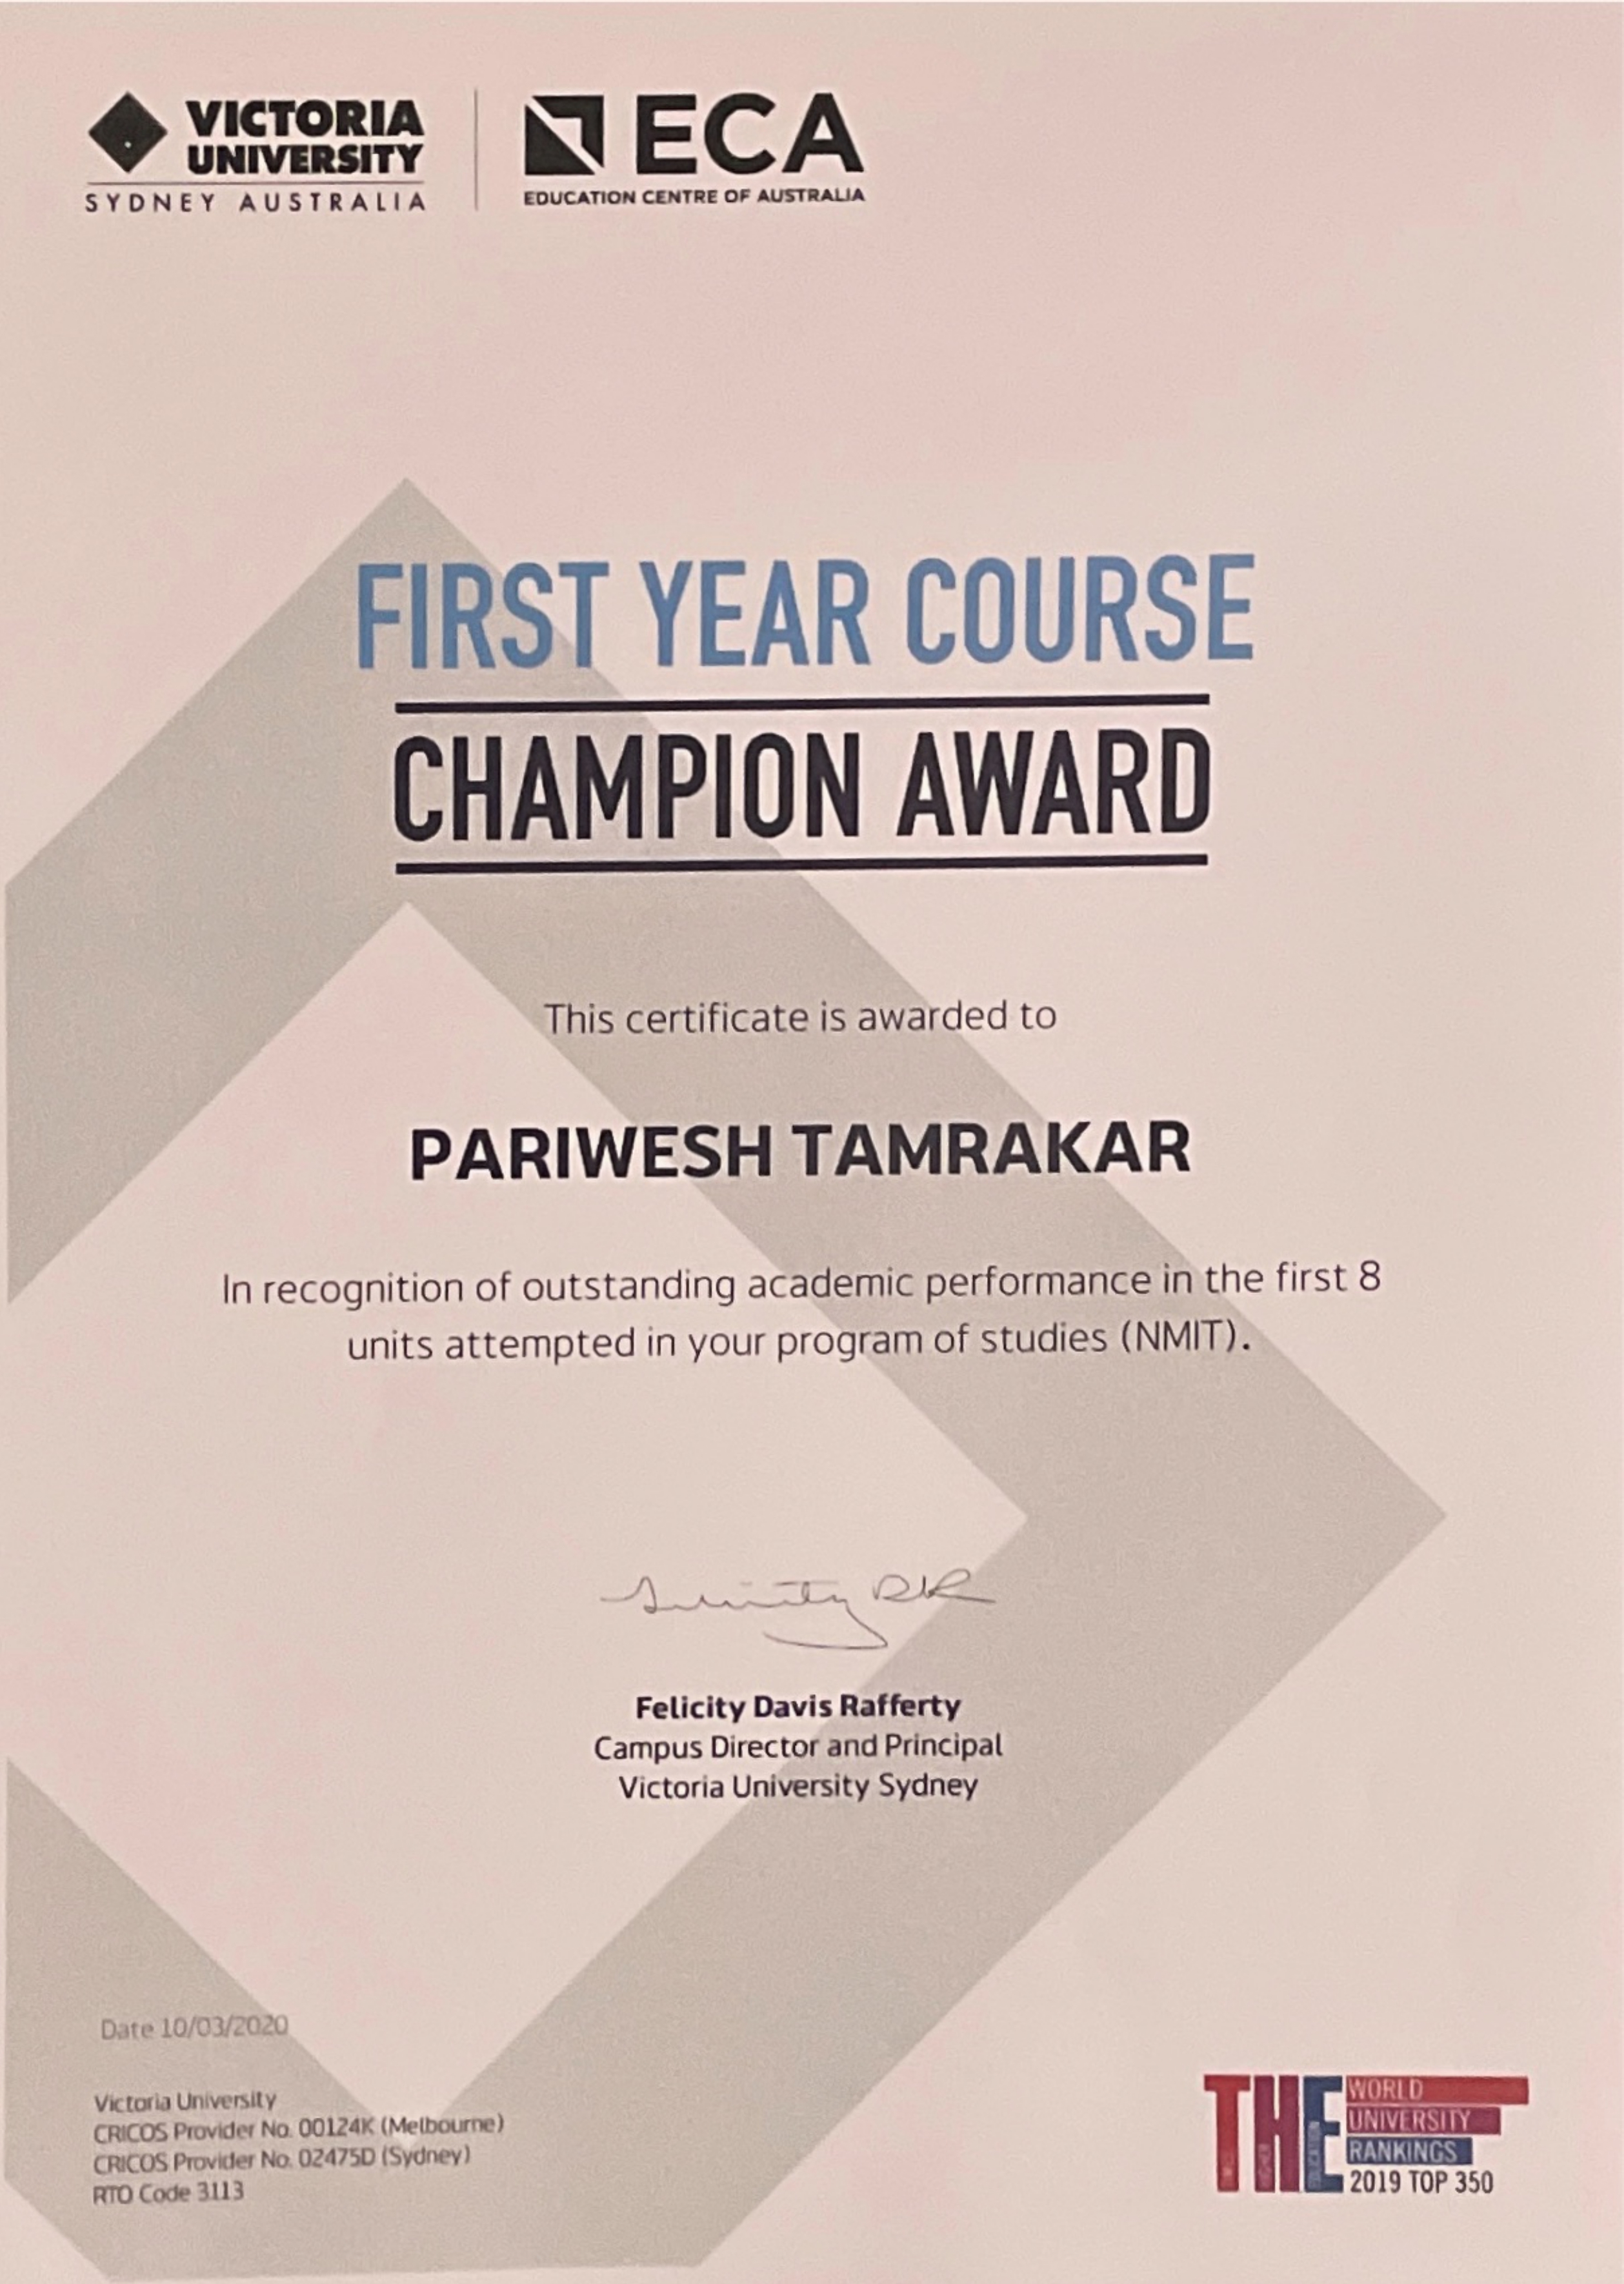 VICTORIA
UNIVERSITY
SYDNEY AUSTRALIA
ECA
EDUCATION CENTRE OF AUSTRALIA
FIRST YEAR COURSE
CHAMPION AWARD
This certificate is awarded to
PARIWESH TAMRAKAR
In recognition of outstanding academic performance in the first 8
units attempted in your program of studies (NMIT).
Felicity Davis Rafferty
Campus Director and Principal
Victoria University Sydney
Date 10/03/2020
Victoria University
CRICOS Provider No. 00124K (Melbourne)
CRICOS Provider No. 02475D (Sydney)
RTO Code 3113
THE
WORLD
UNIVERSITY
RANKINGS
2019 TOP 350